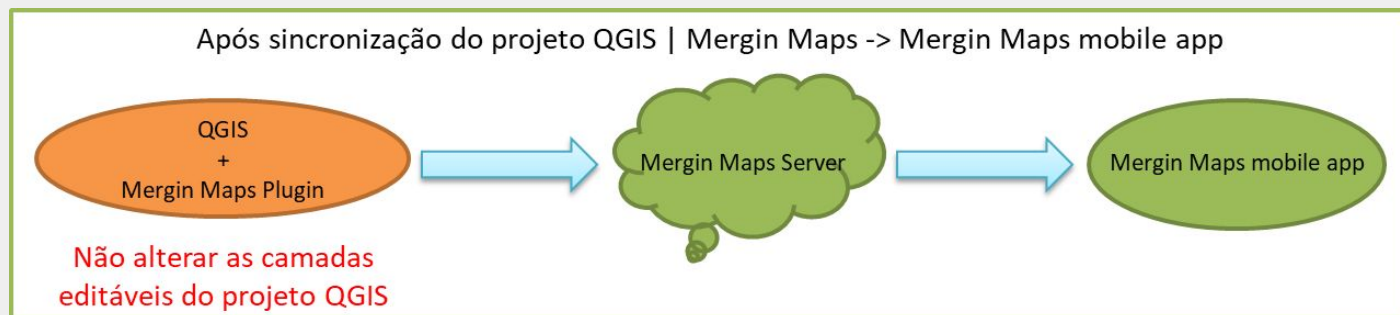 Após sincronização do projeto QGIS | Mergin Maps -> Mergin Maps mobile app
QGIS
+
Mergin Maps Plugin
Mergin Maps Server
Mergin Maps mobile app
Não alterar as camadas
editáveis do projeto QGIS